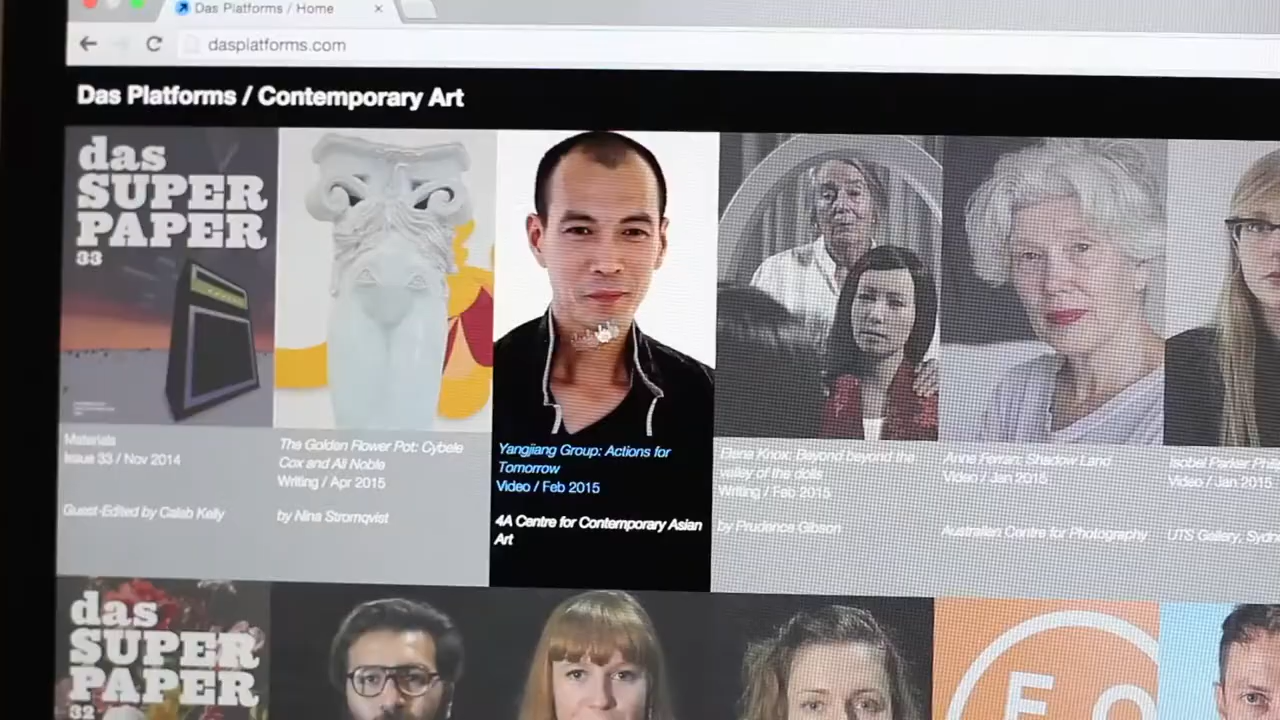 Das Platforms / Home
dasplatforms.com
Das Platforms / Contemporary Art
das
SUPER
PAPER
33
Materials
Issue 33 / Nov 2014
Guest-Edited by Caleb Kelly
The Golden Flower Pot: Cybele
Cox and Ali Noble
Writing / Apr 2015
by Nina Stromqvist
Yangjiang Group: Actions for
Tomorrow
Video / Feb 2015
4A Centre for Contemporary Asian
Art
Elena Knox: Beyond beyond the
valley of the dolls
Writing / Feb 2015
by Prudence Gibson
Anne Ferran, Shadow Land
Video / Jan 2015
Australian Centre for Photography
Isobel Parker
Video / Jan 2015
UTS Gallery,
das
SUPER
PAPER
32